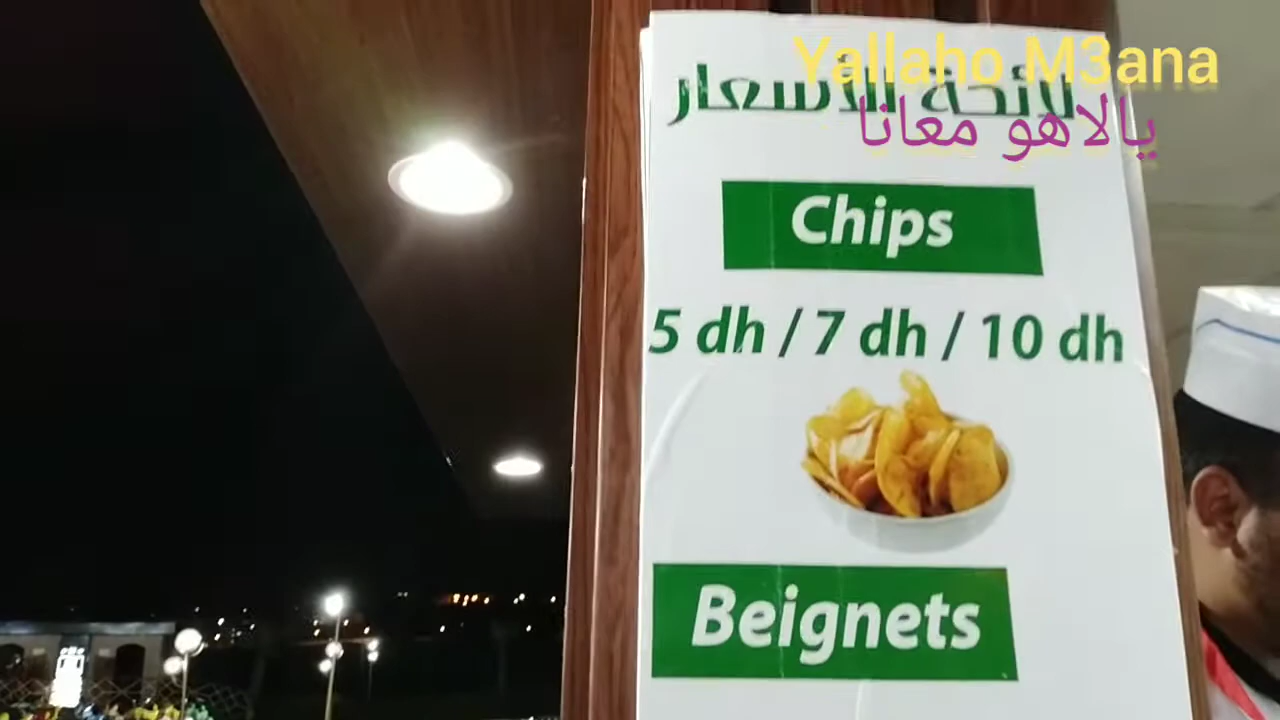 Yallaho M3ana
لائحة الأسعار
يالاهو معانا
Chips
5 dh / 7 dh / 10 dh
Beignets